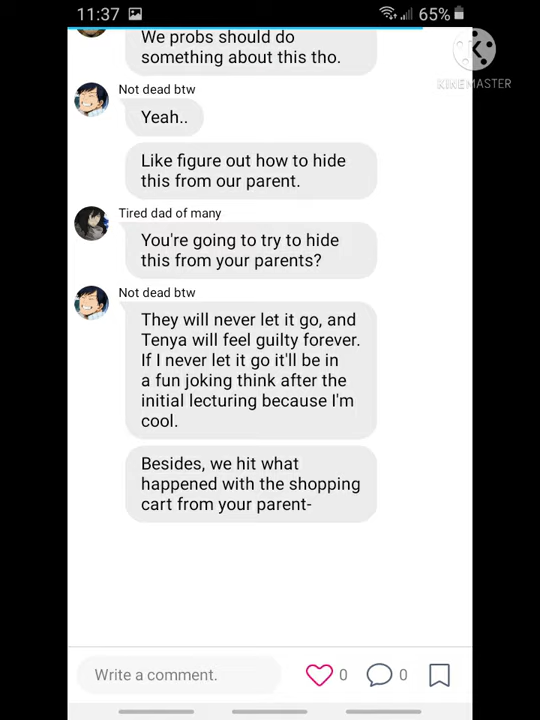 11:37
65%
KINEMASTER
We probs should do
something about this tho.
Not dead btw
Yeah..
Like figure out how to hide
this from our parent.
Tired dad of many
You're going to try to hide
this from your parents?
Not dead btw
They will never let it go, and
Tenya will feel guilty forever.
If I never let it go it'll be in
a fun joking think after the
initial lecturing because I'm
cool.
Besides, we hit what
happened with the shopping
cart from your parent-
Write a comment.
0
0